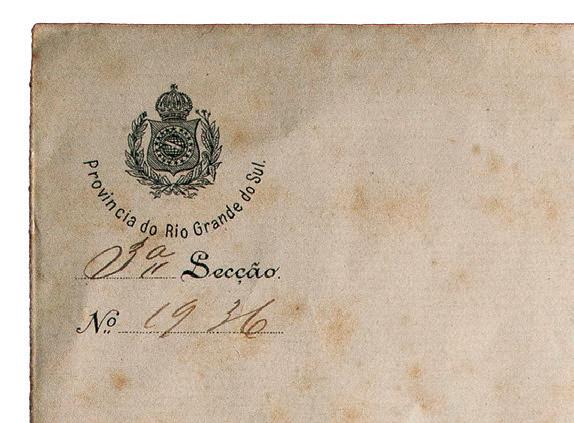 Provincia do Rio Grande do Sul.
3ª Secção.
Nº 1936